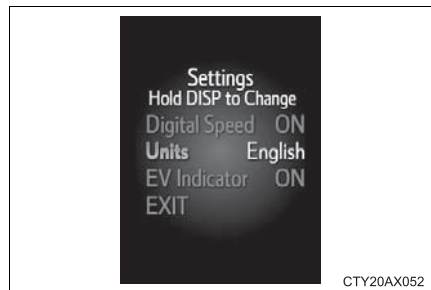 Settings
Hold DISP to Change
Digital Speed ON
Units English
EV Indicator ON
EXIT
CTY20AX052